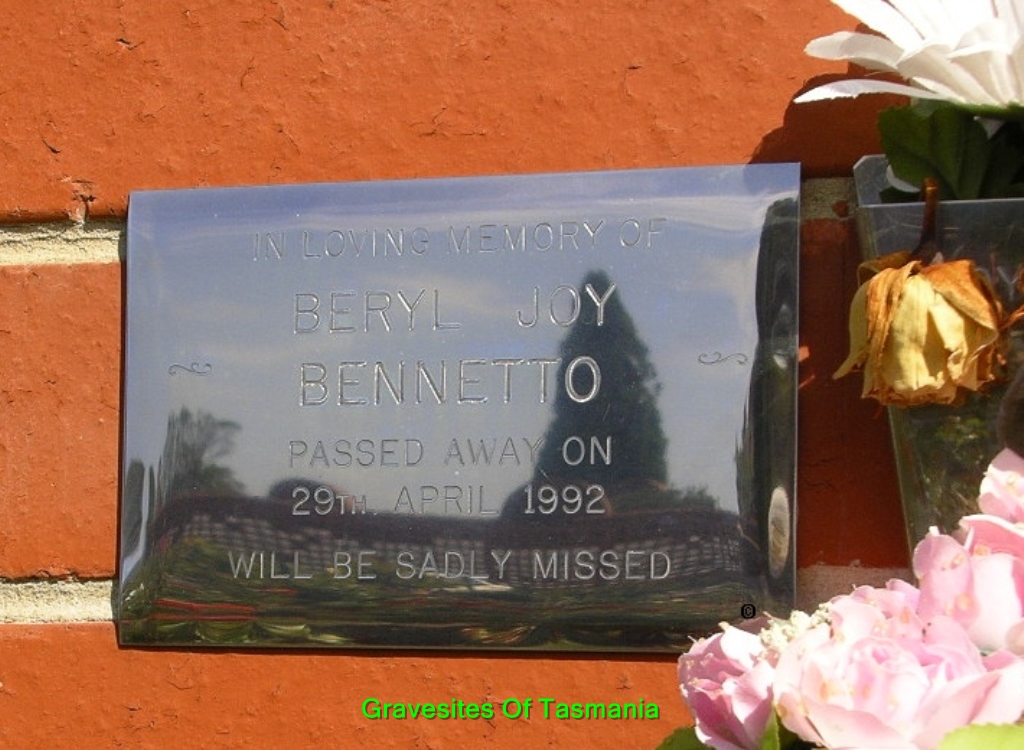 IN LOVING MEMORY OF
BERYL JOY
BENNETTO
PASSED AWAY ON
29TH. APRIL 1992
WILL BE SADLY MISSED
©
Gravesites Of Tasmania